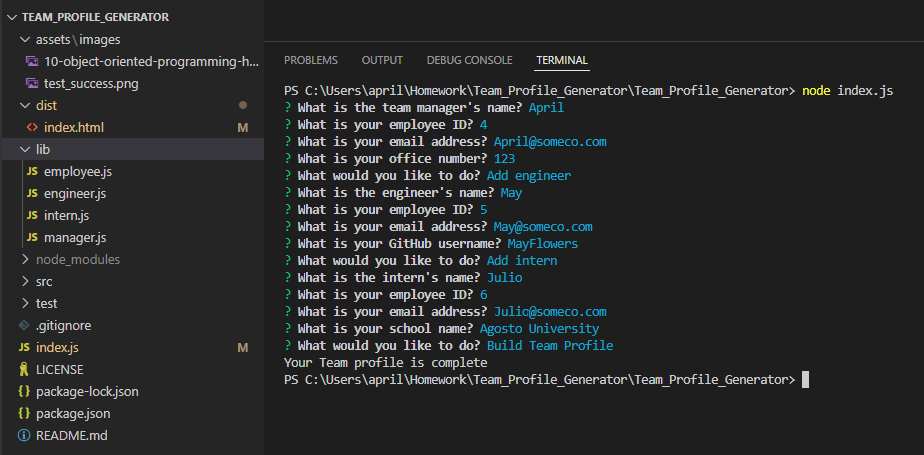 TEAM_PROFILE_GENERATOR
assets\images
10-object-oriented-programming-h...
test_success.png
dist
<> index.html M
lib
JS employee.js
JS engineer.js
JS intern.js
JS manager.js
node_modules
src
test
.gitignore
JS index.js M
LICENSE
{} package-lock.json
{} package.json
README.md
PROBLEMS OUTPUT DEBUG CONSOLE TERMINAL
PS C:\Users\april\Homework\Team_Profile_Generator\Team_Profile_Generator> node index.js
? What is the team manager's name? April
? What is your employee ID? 4
? What is your email address? April@someco.com
? What is your office number? 123
? What would you like to do? Add engineer
? What is the engineer's name? May
? What is your employee ID? 5
? What is your email address? May@someco.com
? What is your GitHub username? MayFlowers
? What would you like to do? Add intern
? What is the intern's name? Julio
? What is your employee ID? 6
? What is your email address? Julio@someco.com
? What is your school name? Agosto University
? What would you like to do? Build Team Profile
Your Team profile is complete
PS C:\Users\april\Homework\Team_Profile_Generator\Team_Profile_Generator>